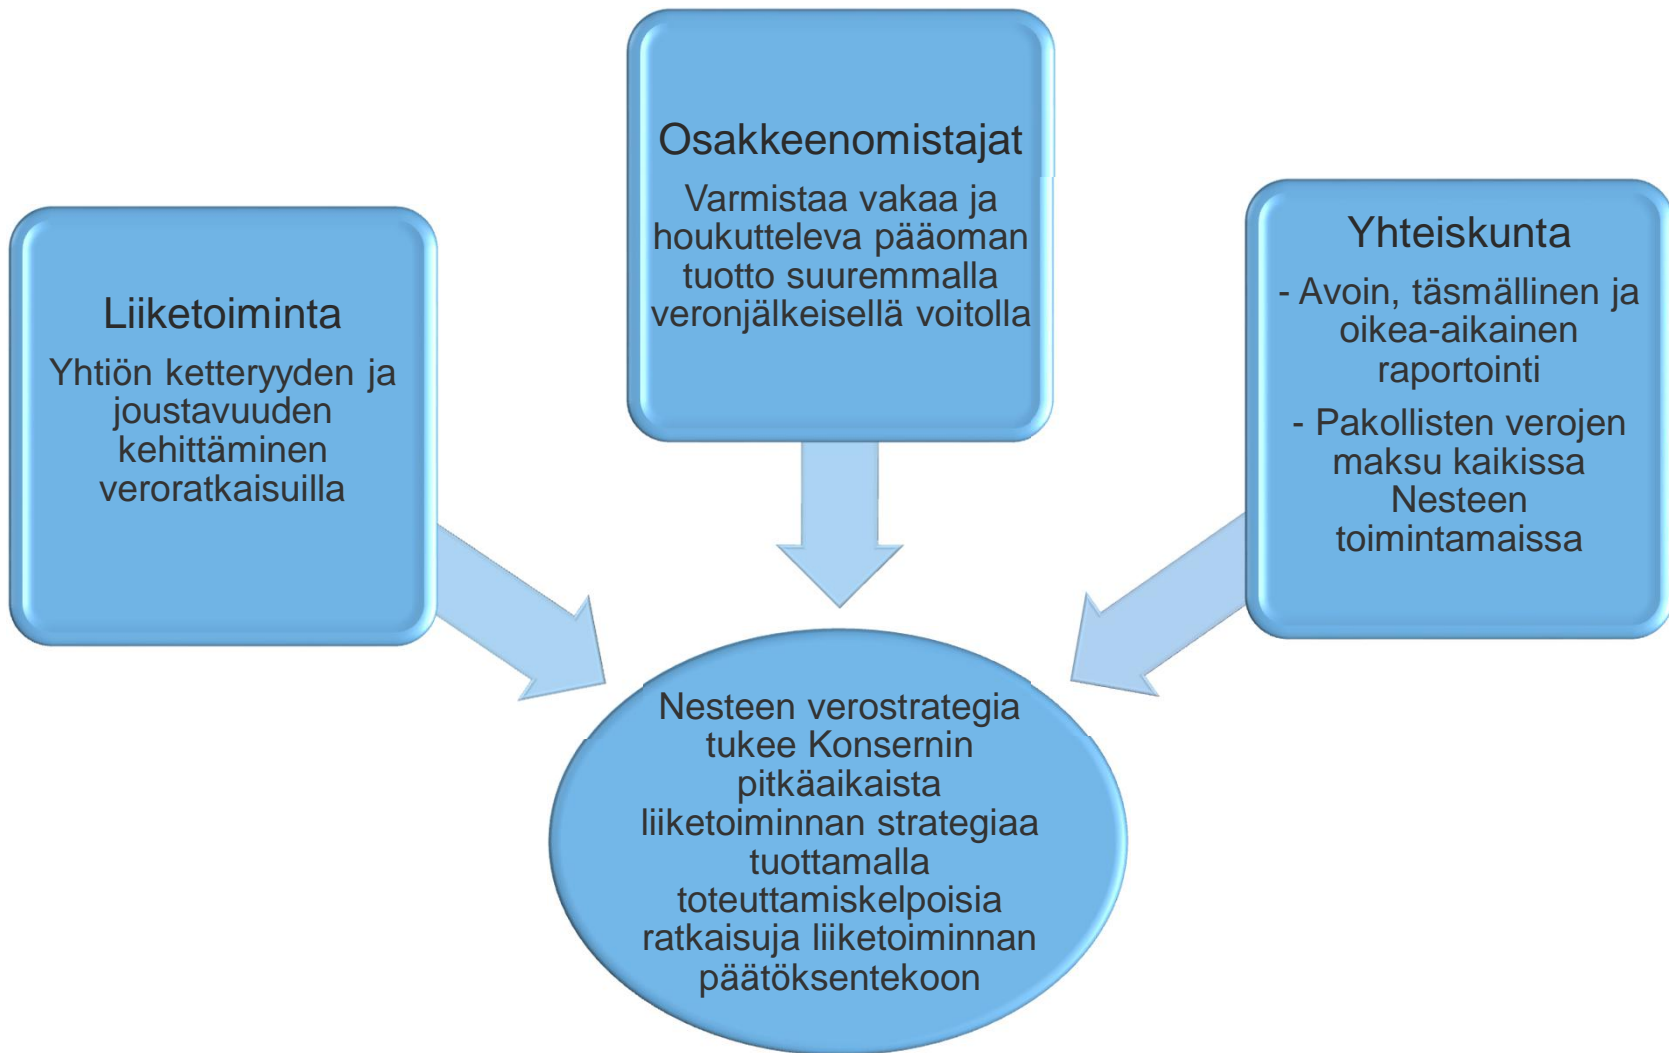 Liiketoiminta
Yhtiön ketteryyden ja
joustavuuden
kehittäminen
veroratkaisuilla
Osakkeenomistajat
Varmistaa vakaa ja
houkutteleva pääoman
tuotto suuremmalla
veronjälkeisellä voitolla
Yhteiskunta
- Avoin, täsmällinen ja
oikea-aikainen
raportointi
- Pakollisten verojen
maksu kaikissa
Nesteen
toimintamaissa
Nesteen verostrategia
tukee Konsernin
pitkäaikaista
liiketoiminnan strategiaa
tuottamalla
toteuttamiskelpoisia
ratkaisuja liiketoiminnan
päätöksentekoon